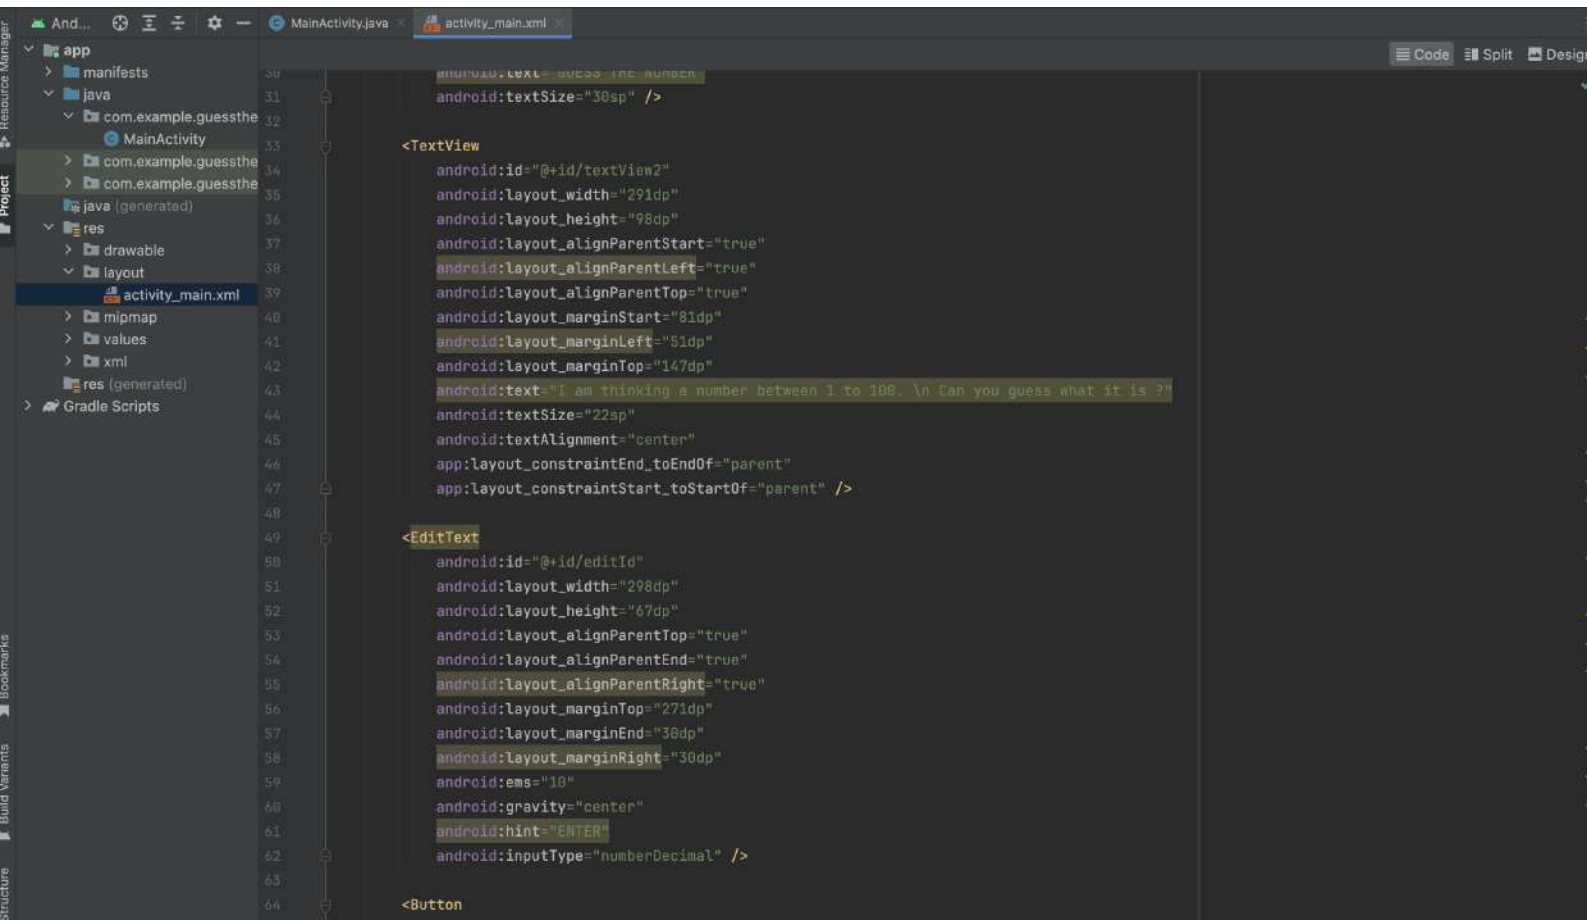 And...
MainActivity.java
activity_main.xml
Code
Split
Design
Resource Manager
Project
Bookmarks
Build Variants
Structure
app
manifests
java
com.example.guessthe
MainActivity
com.example.guessthe
com.example.guessthe
java (generated)
res
drawable
layout
activity_main.xml
mipmap
values
xml
res (generated)
Gradle Scripts
30 android:text="GUESS THE NUMBER"
31 android:textSize="30sp" />
32
33 <TextView
34 android:id="@+id/textView2"
35 android:layout_width="291dp"
36 android:layout_height="98dp"
37 android:layout_alignParentStart="true"
38 android:layout_alignParentLeft="true"
39 android:layout_alignParentTop="true"
40 android:layout_marginStart="81dp"
41 android:layout_marginLeft="51dp"
42 android:layout_marginTop="147dp"
43 android:text="I am thinking a number between 1 to 100. \n Can you guess what it is ?"
44 android:textSize="22sp"
45 android:textAlignment="center"
46 app:layout_constraintEnd_toEndOf="parent"
47 app:layout_constraintStart_toStartOf="parent" />
48
49 <EditText
50 android:id="@+id/editId"
51 android:layout_width="298dp"
52 android:layout_height="67dp"
53 android:layout_alignParentTop="true"
54 android:layout_alignParentEnd="true"
55 android:layout_alignParentRight="true"
56 android:layout_marginTop="271dp"
57 android:layout_marginEnd="30dp"
58 android:layout_marginRight="30dp"
59 android:ems="10"
60 android:gravity="center"
61 android:hint="ENTER"
62 android:inputType="numberDecimal" />
63
64 <Button